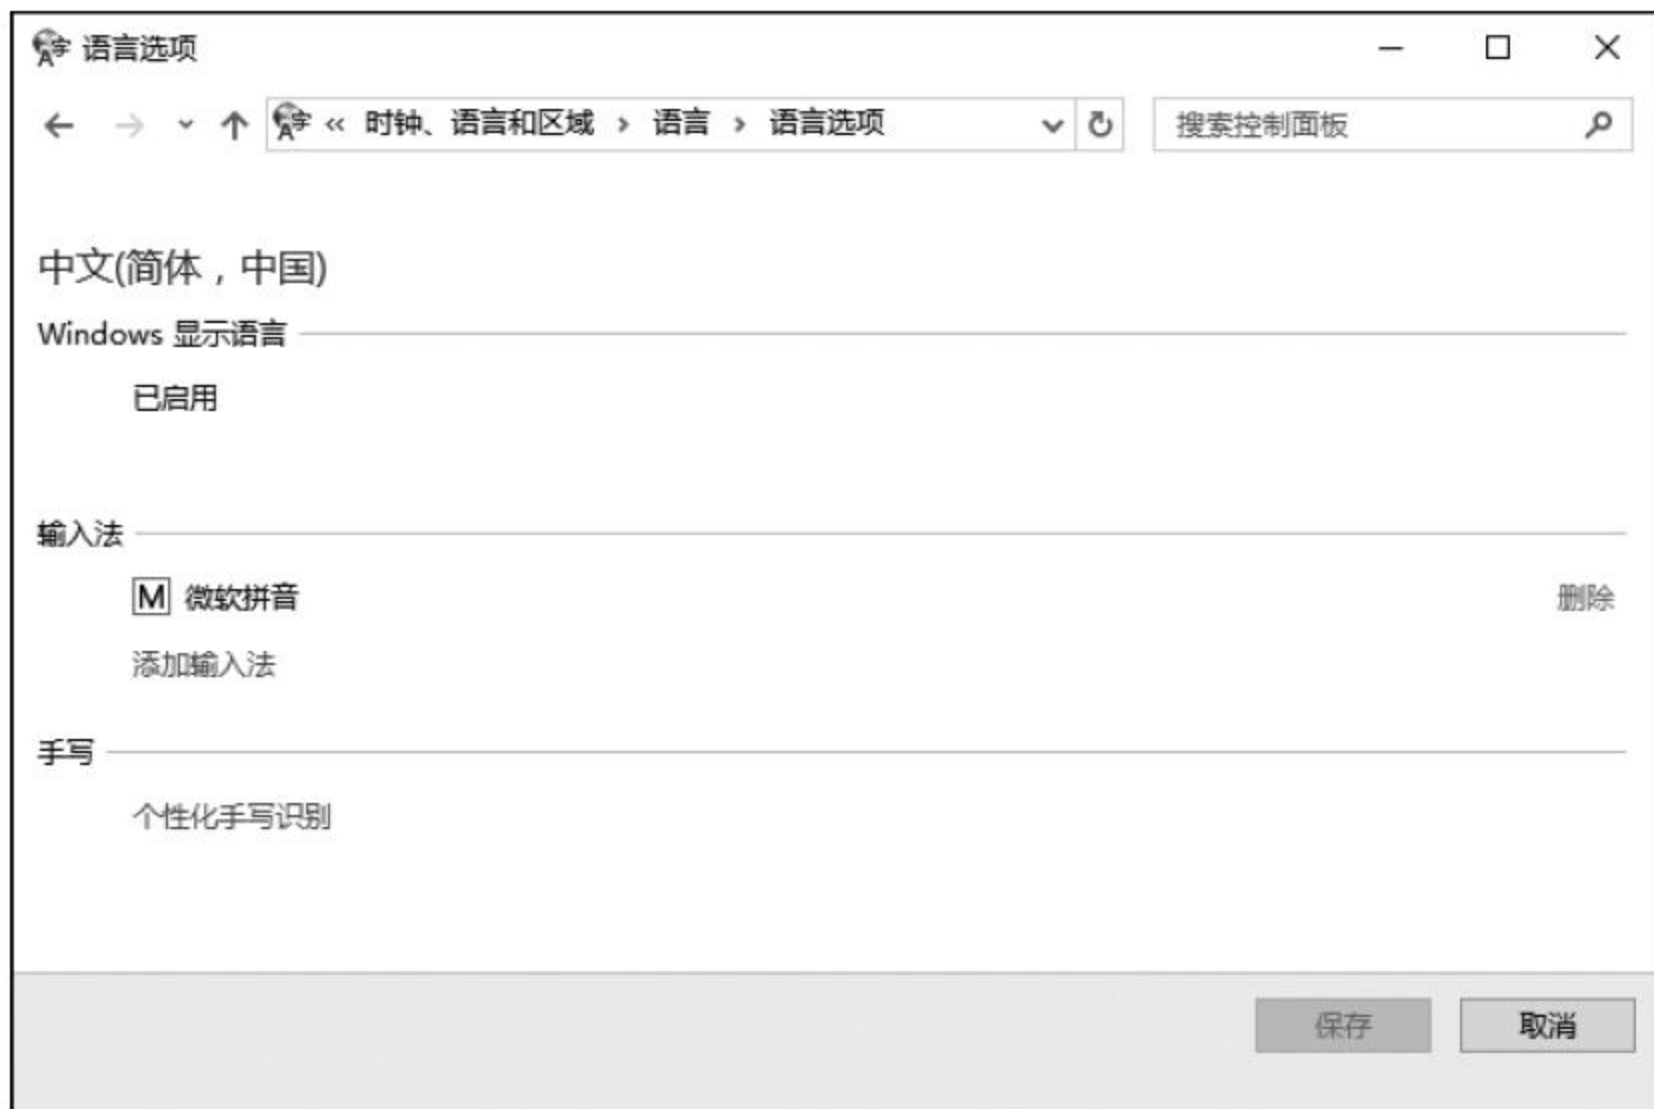 语言选项
« 时钟、语言和区域 › 语言 › 语言选项
搜索控制面板
中文(简体，中国)
Windows 显示语言
已启用
输入法
M 微软拼音 删除
添加输入法
手写
个性化手写识别
保存 取消